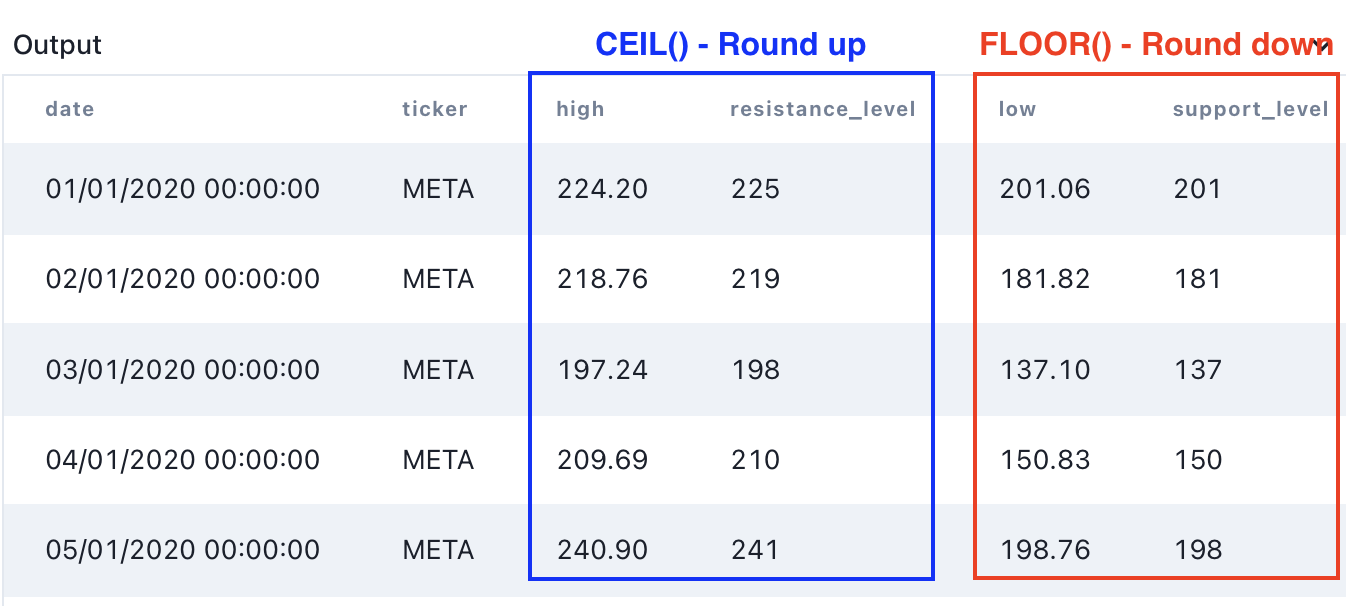 Output CEIL() - Round up FLOOR() - Round down
date ticker high resistance_level low support_level
01/01/2020 00:00:00 META 224.20 225 201.06 201
02/01/2020 00:00:00 META 218.76 219 181.82 181
03/01/2020 00:00:00 META 197.24 198 137.10 137
04/01/2020 00:00:00 META 209.69 210 150.83 150
05/01/2020 00:00:00 META 240.90 241 198.76 198